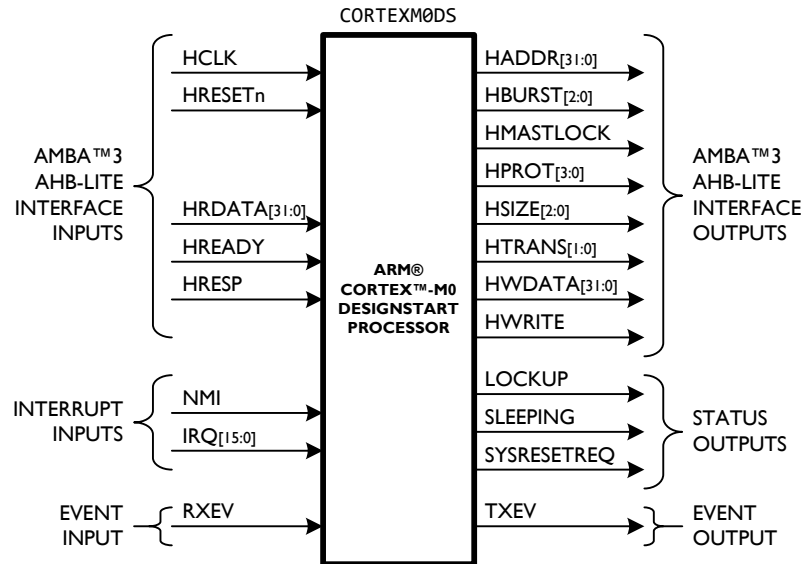 CORTEXM0DS
AMBA™3
AHB-LITE
INTERFACE
INPUTS
HCLK
HRESETn
HRDATA[31:0]
HREADY
HRESP
INTERRUPT
INPUTS
NMI
IRQ[15:0]
EVENT
INPUT
RXEV
ARM®
CORTEX™-M0
DESIGNSTART
PROCESSOR
HADDR[31:0]
HBURST[2:0]
HMASTLOCK
HPROT[3:0]
HSIZE[2:0]
HTRANS[1:0]
HWDATA[31:0]
HWRITE
AMBA™3
AHB-LITE
INTERFACE
OUTPUTS
LOCKUP
SLEEPING
SYSRESETREQ
STATUS
OUTPUTS
TXEV
EVENT
OUTPUT